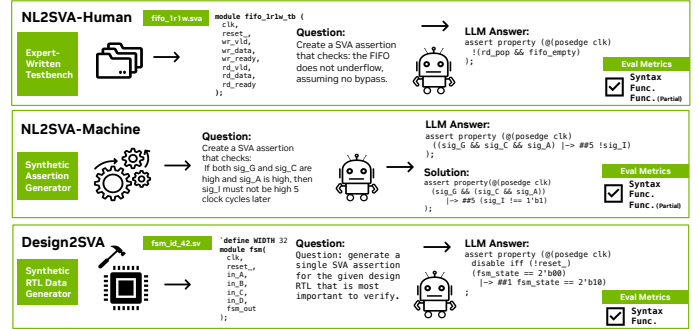 NL2SVA-Human
fifo_1r1w.sva
Expert-
Written
Testbench
module fifo_1r1w_tb (
clk,
reset_,
wr_vld,
wr_data,
wr_ready,
rd_vld,
rd_data,
rd_ready
);
Question:
Create a SVA assertion
that checks: the FIFO
does not underflow,
assuming no bypass.
LLM Answer:
assert property (@(posedge clk)
!(rd_pop && fifo_empty)
);
Eval Metrics
Syntax
Func.
Func.(Partial)
NL2SVA-Machine
Synthetic
Assertion
Generator
Question:
Create a SVA assertion
that checks:
If both sig_G and sig_C are
high and sig_A is high, then
sig_I must not be high 5
clock cycles later
LLM Answer:
assert property (@(posedge clk)
((sig_G && sig_C && sig_A) |-> ##5 !sig_I)
);
Solution:
assert property(@(posedge clk)
(sig_G && (sig_C && sig_A))
|-> ##5 (sig_I !== 1'b1)
);
Eval Metrics
Syntax
Func.
Func.(Partial)
Design2SVA
fsm_id_42.sv
Synthetic
RTL Data
Generator
`define WIDTH 32
module fsm(
clk,
reset_,
in_A,
in_B,
in_C,
in_D,
fsm_out
);
Question:
Question: generate a
single SVA assertion
for the given design
RTL that is most
important to verify.
LLM Answer:
assert property (@(posedge clk)
disable iff (!reset_)
(fsm_state == 2'b00)
|-> ##1 fsm_state == 2'b10)
;
Eval Metrics
Syntax
Func.